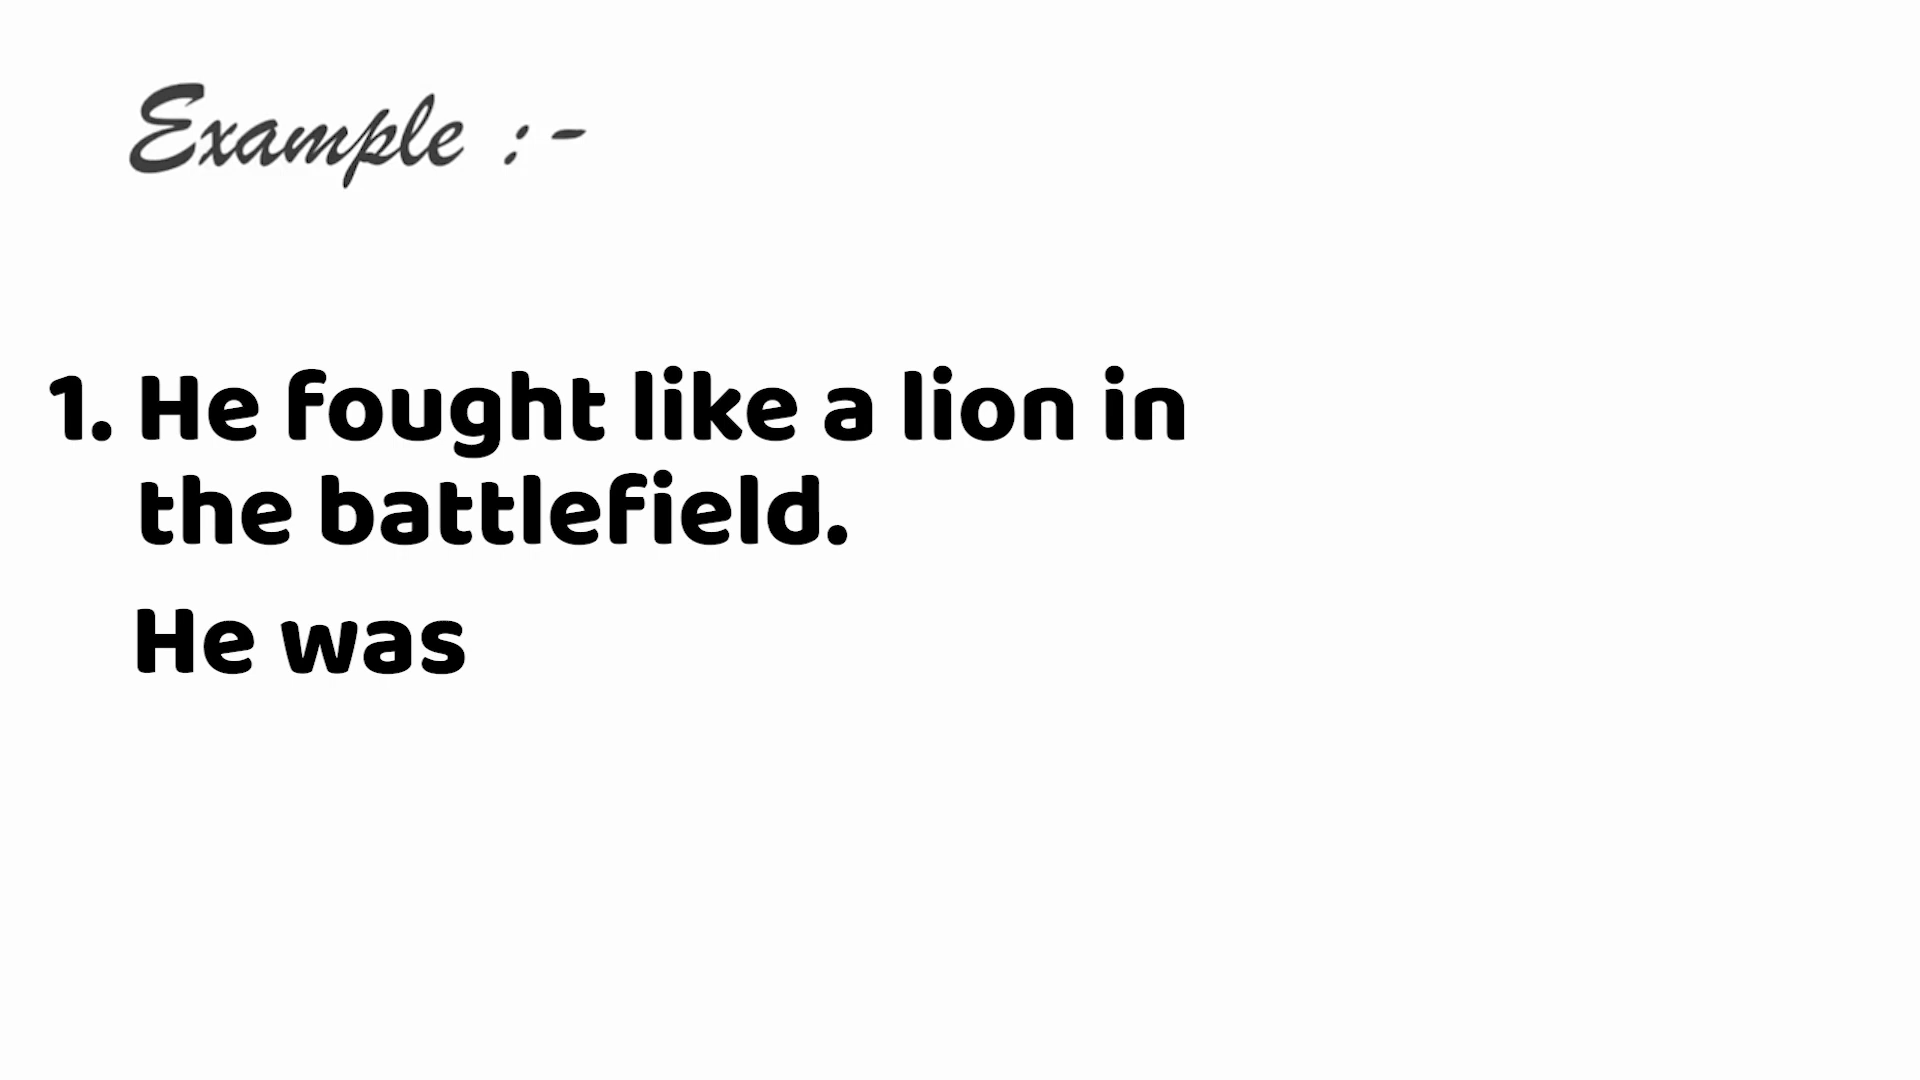 Example :-
1. He fought like a lion in
the battlefield.
He was